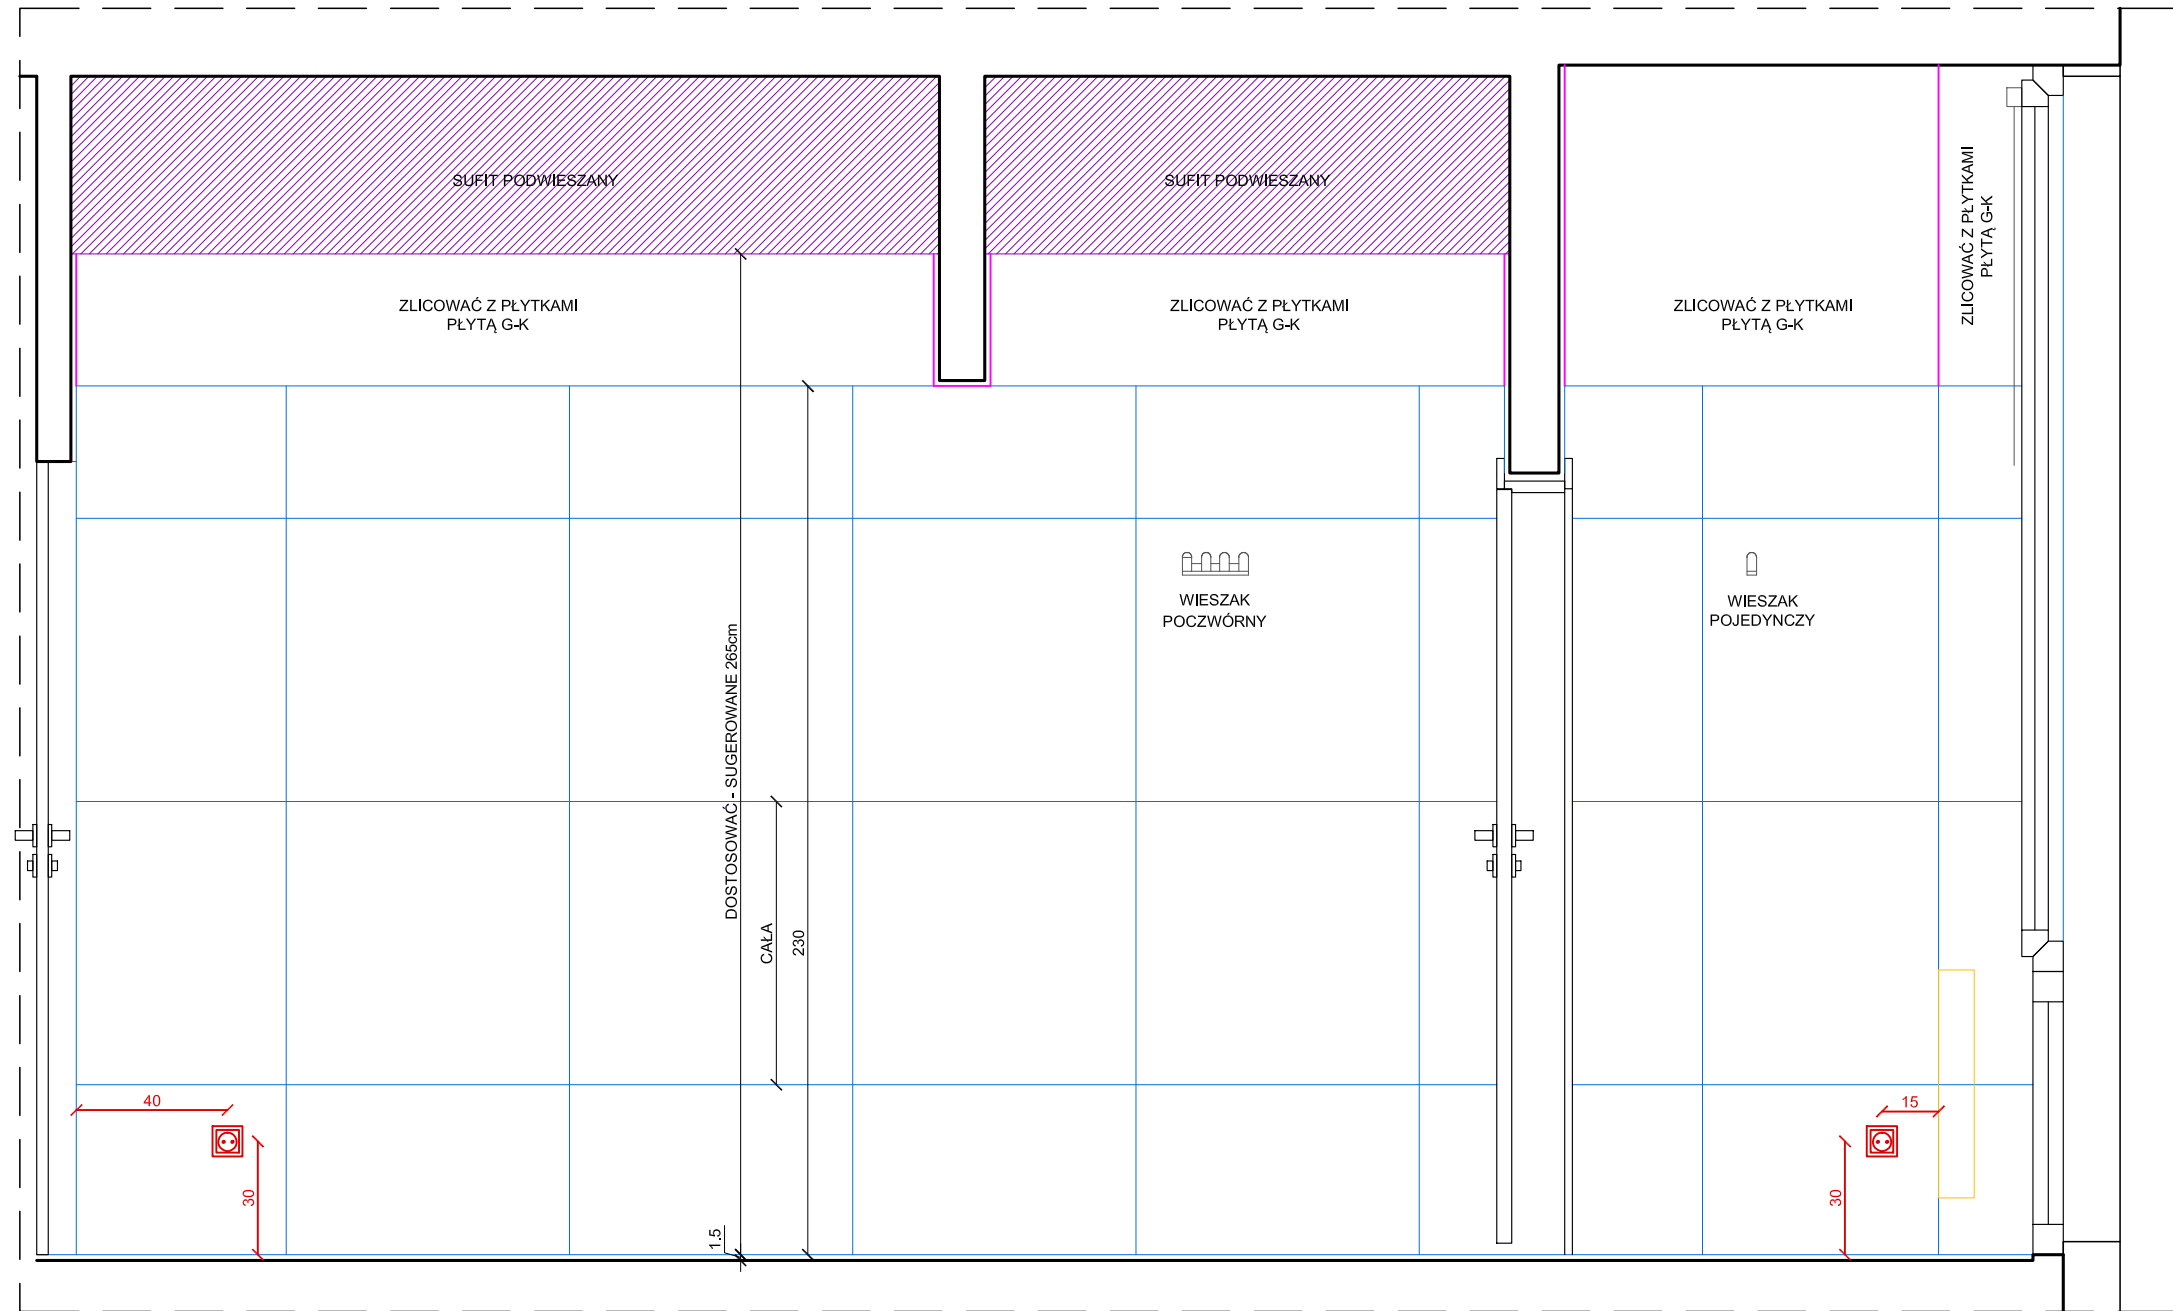 SUFIT PODWIESZANY
SUFIT PODWIESZANY
ZLICOWAĆ Z PŁYTKAMI
PŁYTĄ G-K
ZLICOWAĆ Z PŁYTKAMI
PŁYTĄ G-K
ZLICOWAĆ Z PŁYTKAMI
PŁYTĄ G-K
ZLICOWAĆ Z PŁYTKAMI
PŁYTĄ G-K
WIESZAK
POCZWÓRNY
WIESZAK
POJEDYNCZY
DOSTOSOWAĆ - SUGEROWANE 265cm
CAŁA
230
40
30
1.5
15
30